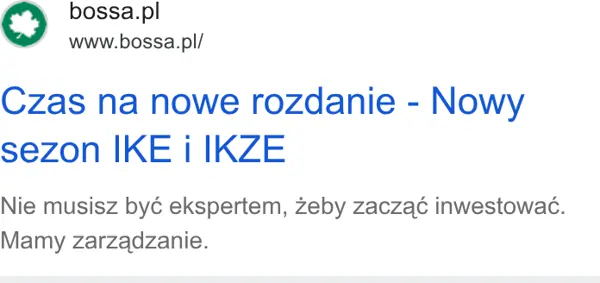 bossa.pl
www.bossa.pl/
Czas na nowe rozdanie - Nowy
sezon IKE i IKZE
Nie musisz być ekspertem, żeby zacząć inwestować.
Mamy zarządzanie.